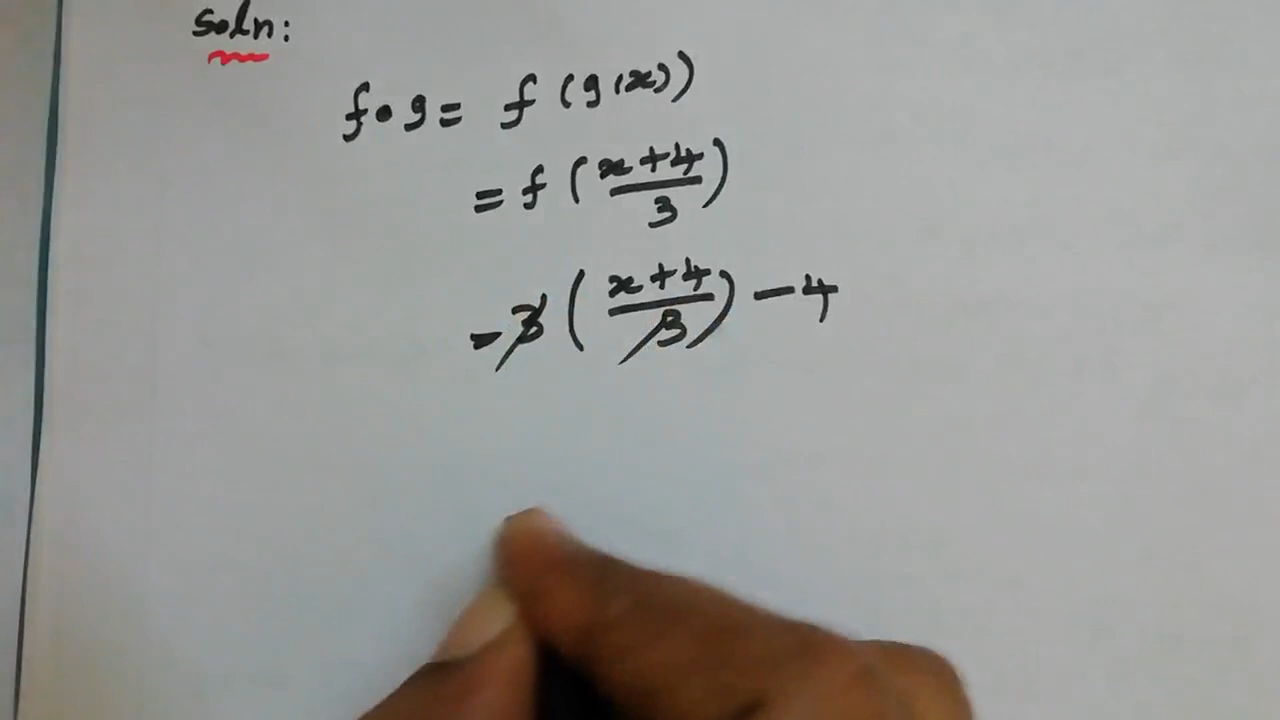 Soln:
f∘g = f(g(x))
= f(x+4/3)
-3(x+4/3) - 4